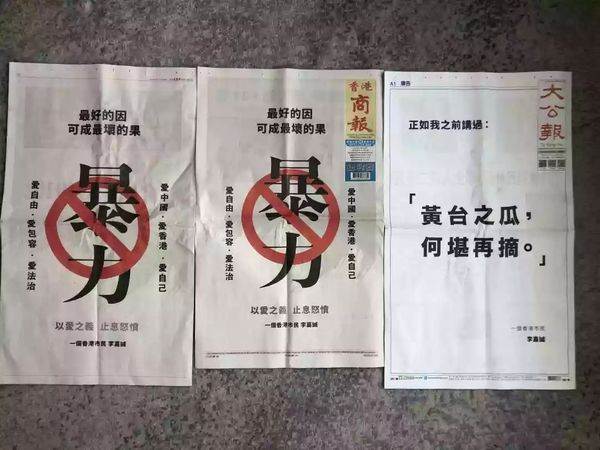 最好的因
可成最壞的果
愛中國·愛香港·愛自己
暴力
愛自由·愛包容·愛法治
以愛之義 止息怒憤
一個香港市民 李嘉誠
香港商報
最好的因
可成最壞的果
愛中國·愛香港·愛自己
暴力
愛自由·愛包容·愛法治
以愛之義 止息怒憤
一個香港市民 李嘉誠
A1 廣告
大公報
正如我之前講過：
「黃台之瓜，
何堪再摘。」
一個香港市民
李嘉誠